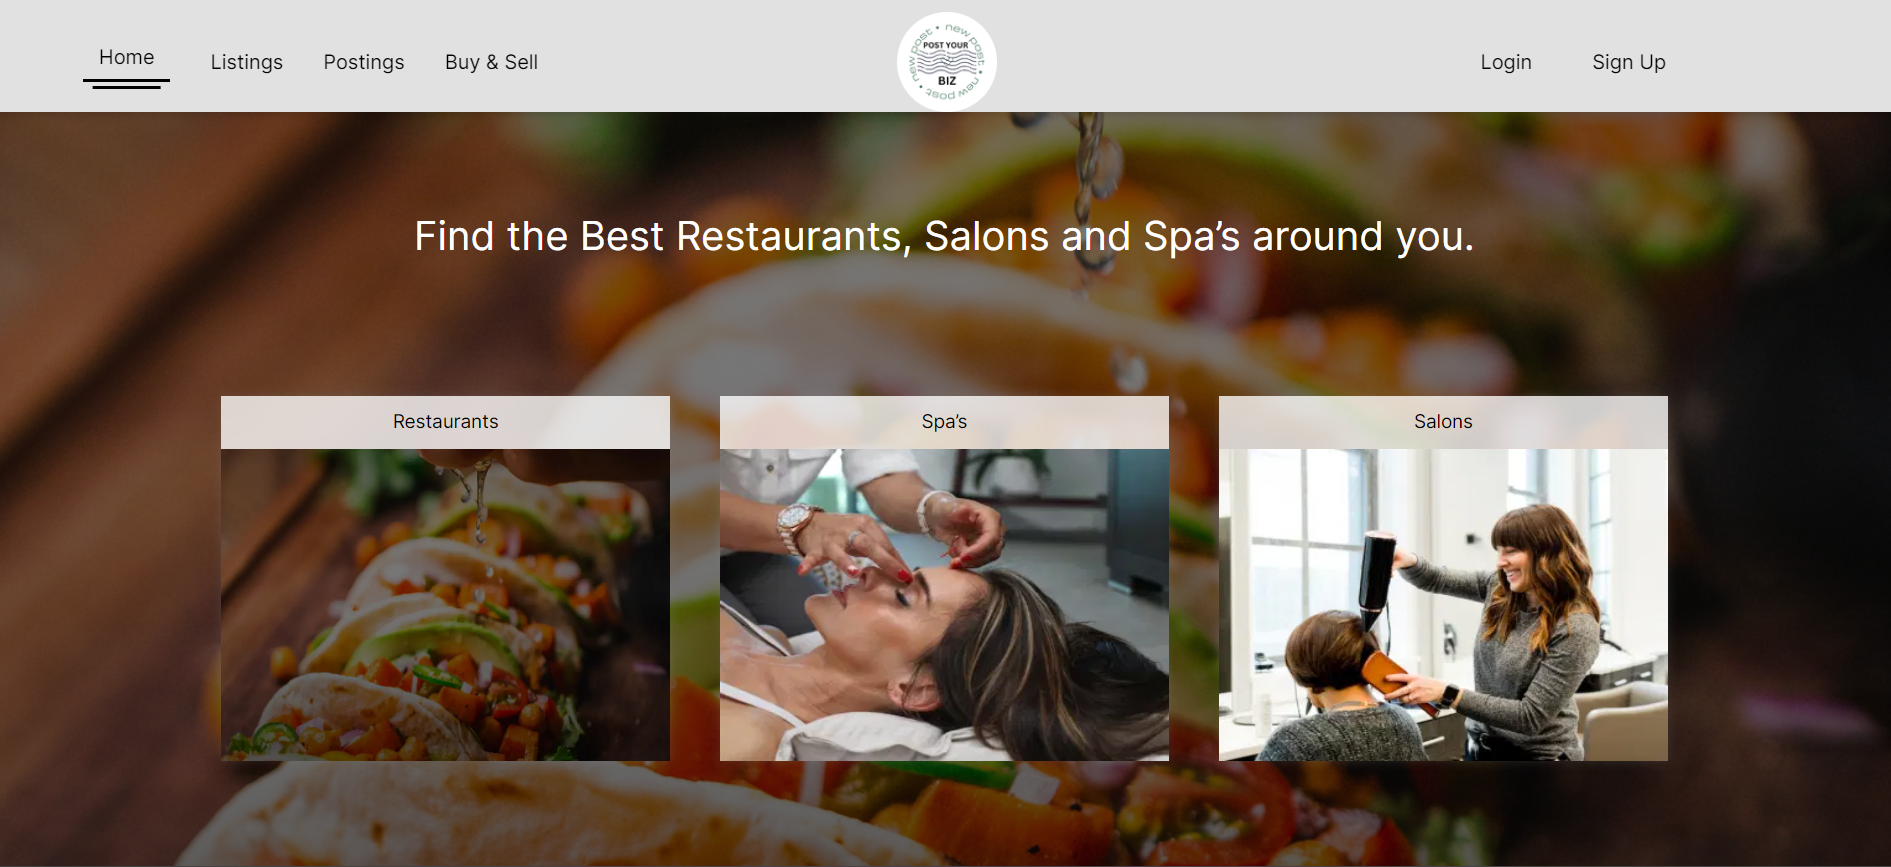 Home
Listings
Postings
Buy & Sell
new post • new post • new post •
POST YOUR
BIZ
Login
Sign Up
Find the Best Restaurants, Salons and Spa’s around you.
Restaurants
Spa’s
Salons